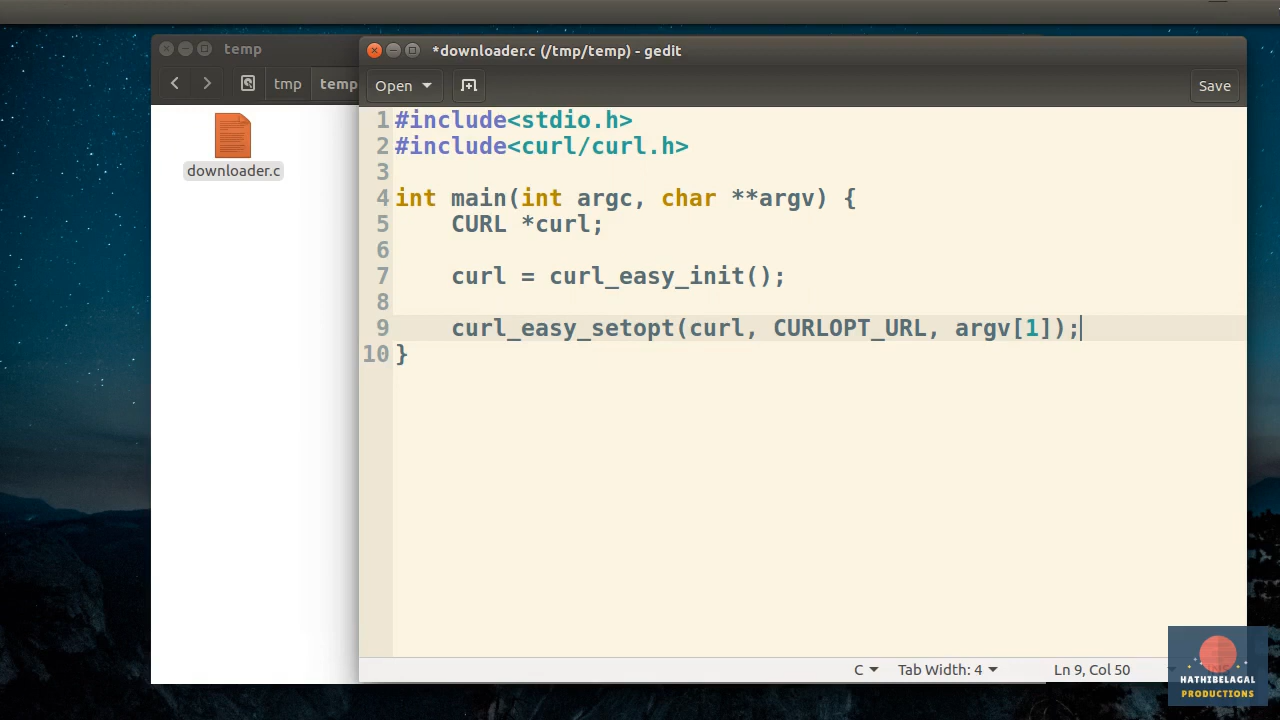 temp
*downloader.c (/tmp/temp) - gedit
tmp
temp
Open
Save
downloader.c
1 #include<stdio.h>
2 #include<curl/curl.h>
3
4 int main(int argc, char **argv) {
5     CURL *curl;
6
7     curl = curl_easy_init();
8
9     curl_easy_setopt(curl, CURLOPT_URL, argv[1]);
10 }
C
Tab Width: 4
Ln 9, Col 50
HATHIBELAGAL
PRODUCTIONS